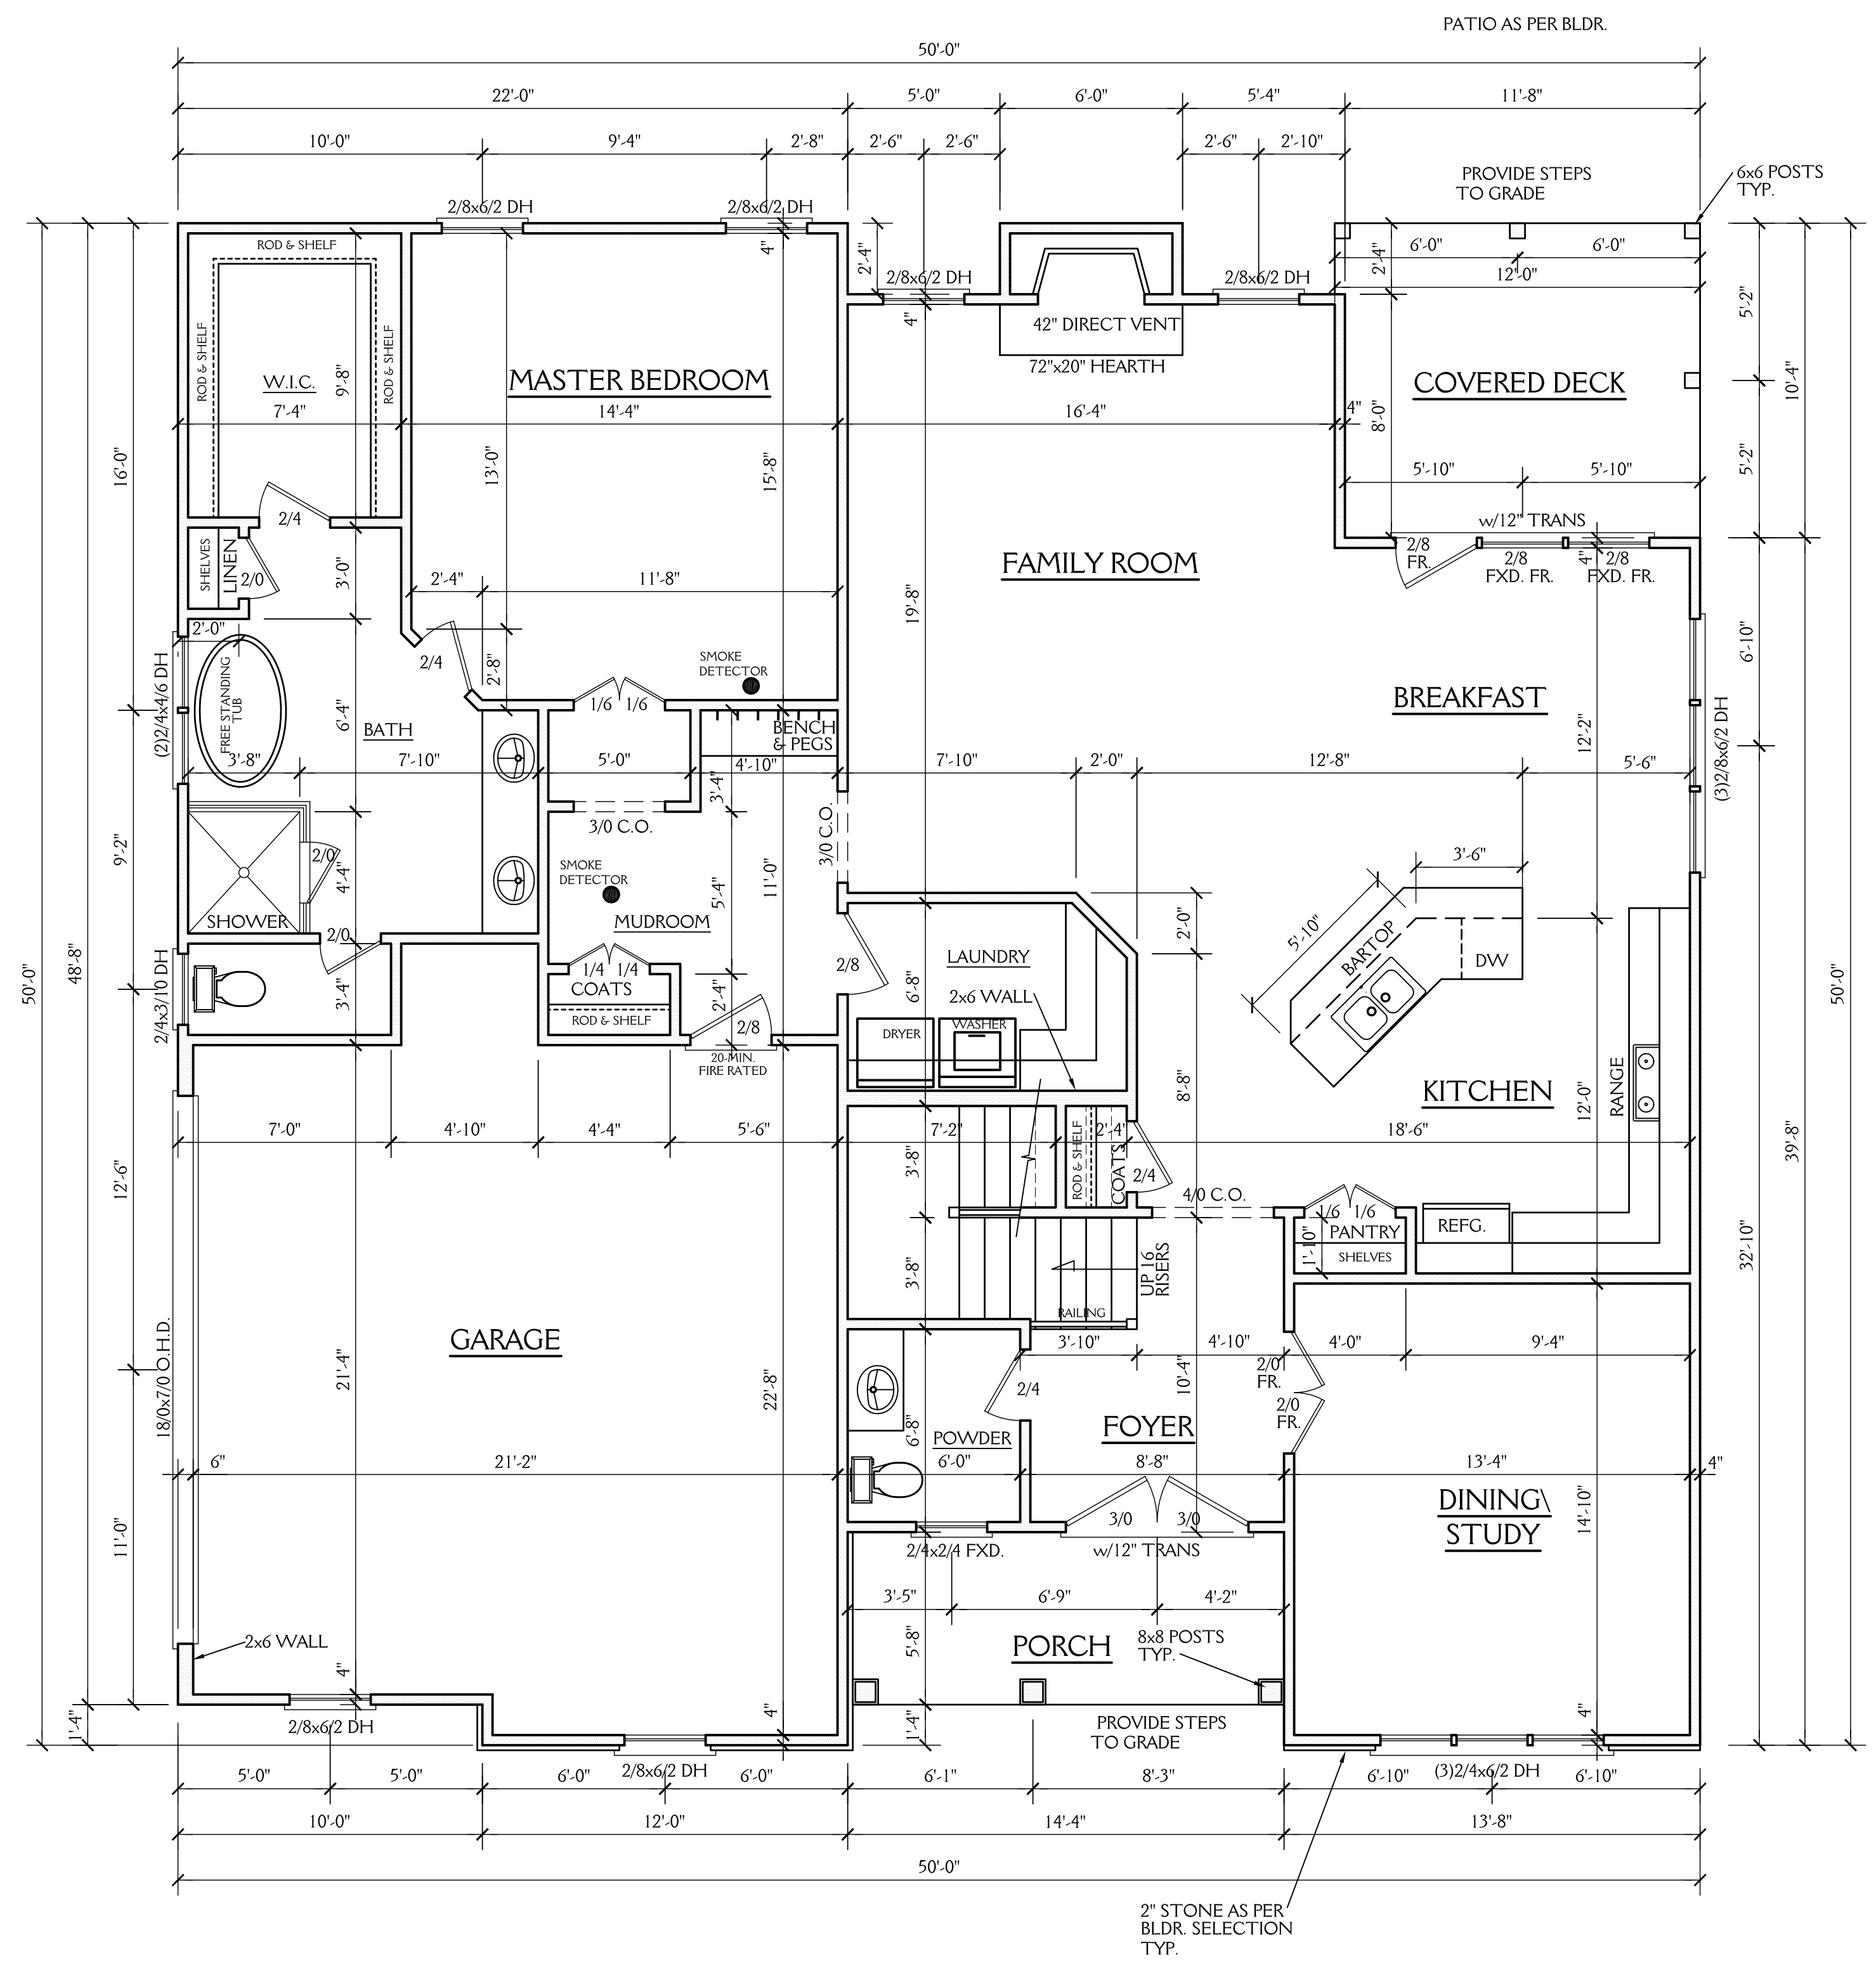 PATIO AS PER BLDR.
50'-0"
22'-0"
5'-0"
6'-0"
5'-4"
11'-8"
10'-0"
9'-4"
2'-8"
2'-6"
2'-6"
2'-6"
2'-10"
PROVIDE STEPS
TO GRADE
6x6 POSTS
TYP.
2/8x6/2 DH
2/8x6/2 DH
ROD & SHELF
4"
2'-4"
2'-4"
6'-0"
6'-0"
2/8x6/2 DH
2/8x6/2 DH
12'-0"
4"
42" DIRECT VENT
72"x20" HEARTH
5'-2"
10'-4"
ROD & SHELF
ROD & SHELF
W.I.C.
9'-8"
MASTER BEDROOM
COVERED DECK
7'-4"
14'-4"
16'-4"
4"
8'-0"
16'-0"
13'-0"
15'-8"
5'-10"
5'-10"
5'-2"
2/4
w/12" TRANS
SHELVES
LINEN
2/0
3'-0"
2'-4"
11'-8"
19'-8"
FAMILY ROOM
2/8
FR.
2/8
FXD. FR.
4"
2/8
FXD. FR.
2'-0"
2/4
2'-8"
SMOKE
DETECTOR
6'-10"
(2)2/4x4/6 DH
FREE STANDING
TUB
6'-4"
BATH
1/6
1/6
BENCH
& PEGS
BREAKFAST
12'-2"
(3)2/8x6/2 DH
3'-8"
7'-10"
5'-0"
4'-10"
7'-10"
2'-0"
12'-8"
5'-6"
3'-4"
3/0 C.O.
3/0 C.O.
9'-2"
2/0
4'-4"
SMOKE
DETECTOR
5'-4"
11'-0"
3'-6"
SHOWER
2/0
MUDROOM
2'-0"
5'-10"
BARTOP
DW
48'-8"
50'-0"
2/4x3/10 DH
3'-4"
1/4
1/4
COATS
ROD & SHELF
2'-4"
2/8
2/8
LAUNDRY
6'-8"
2x6 WALL
DRYER
WASHER
50'-0"
20-MIN.
FIRE RATED
8'-8"
KITCHEN
12'-0"
RANGE
39'-8"
7'-0"
4'-10"
4'-4"
5'-6"
7'-2"
2'-4"
18'-6"
12'-6"
3'-8"
ROD & SHELF
COATS
2/4
4/0 C.O.
1/6
1/6
PANTRY
SHELVES
1'-10"
REFG.
32'-10"
3'-8"
UP 16
RISERS
RAILING
18/0x7/0 O.H.D.
GARAGE
21'-4"
22'-8"
3'-10"
4'-10"
4'-0"
9'-4"
10'-4"
2/0
FR.
2/4
2/0
FR.
FOYER
6'-8"
POWDER
6"
21'-2"
6'-0"
8'-8"
13'-4"
4"
11'-0"
3/0
3/0
DINING\
STUDY
14'-10"
2/4x2/4 FXD.
w/12" TRANS
3'-5"
6'-9"
4'-2"
2x6 WALL
4"
5'-8"
PORCH
8x8 POSTS
TYP.
1'-4"
2/8x6/2 DH
4"
1'-4"
PROVIDE STEPS
TO GRADE
4"
5'-0"
5'-0"
6'-0"
2/8x6/2 DH
6'-0"
6'-1"
8'-3"
6'-10"
(3)2/4x6/2 DH
6'-10"
10'-0"
12'-0"
14'-4"
13'-8"
50'-0"
2" STONE AS PER
BLDR. SELECTION
TYP.